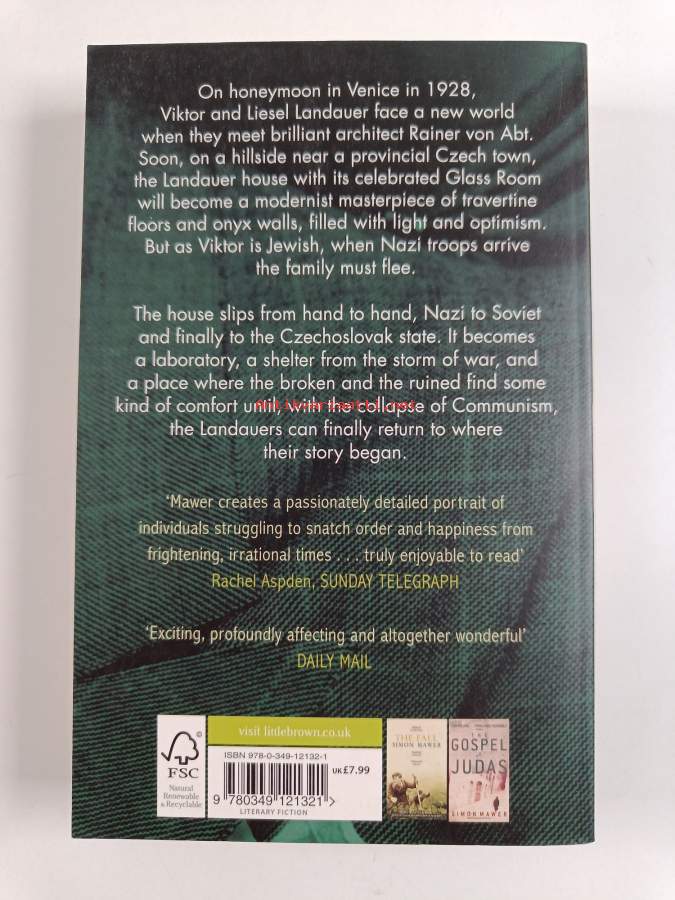 On honeymoon in Venice in 1928,
Viktor and Liesel Landauer face a new world
when they meet brilliant architect Rainer von Abt.
Soon, on a hillside near a provincial Czech town,
the Landauer house with its celebrated Glass Room
will become a modernist masterpiece of travertine
floors and onyx walls, filled with light and optimism.
But as Viktor is Jewish, when Nazi troops arrive
the family must flee.
The house slips from hand to hand, Nazi to Soviet
and finally to the Czechoslovak state. It becomes
a laboratory, a shelter from the storm of war, and
a place where the broken and the ruined find some
kind of comfort until, with the collapse of Communism,
Antikvariaatti.net
the Landauers can finally return to where
their story began.
‘Mawer creates a passionately detailed portrait of
individuals struggling to snatch order and happiness from
frightening, irrational times . . . truly enjoyable to read’
Rachel Aspden, SUNDAY TELEGRAPH
‘Exciting, profoundly affecting and altogether wonderful’
DAILY MAIL
FSC
Natural
Renewable
& Recyclable
visit littlebrown.co.uk
ISBN 978-0-349-12132-1
UK £7.99
9 780349 121321 >
LITERARY FICTION
THE FALL
SIMON MAWER
THE
GOSPEL
JUDAS
SIMON MAWER